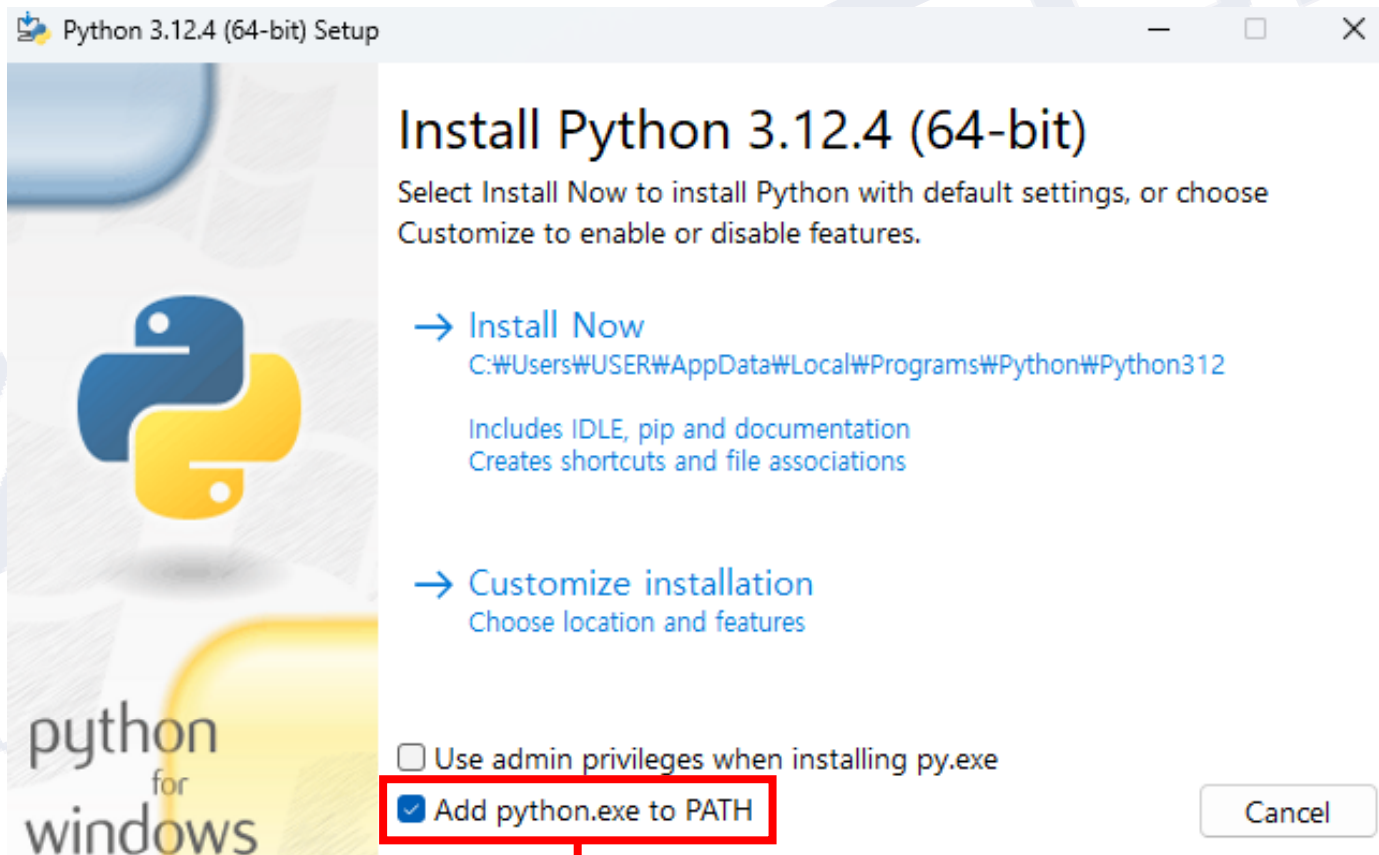 Python 3.12.4 (64-bit) Setup
Install Python 3.12.4 (64-bit)
Select Install Now to install Python with default settings, or choose
Customize to enable or disable features.
→ Install Now
C:₩Users₩USER₩AppData₩Local₩Programs₩Python₩Python312
Includes IDLE, pip and documentation
Creates shortcuts and file associations
→ Customize installation
Choose location and features
python
for
windows
Use admin privileges when installing py.exe
Add python.exe to PATH
Cancel